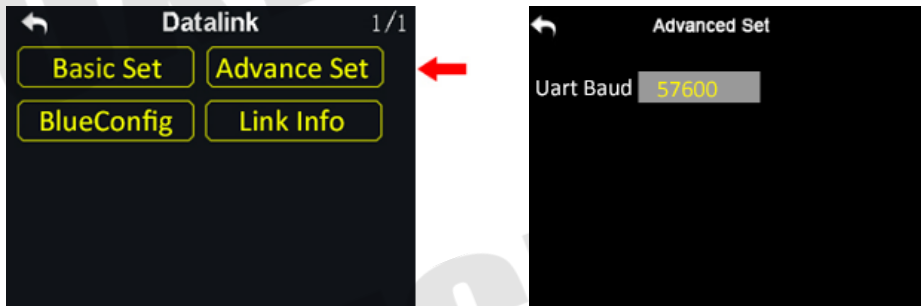 Datalink 1/1
Basic Set Advance Set
BlueConfig Link Info
Advanced Set
Uart Baud 57600